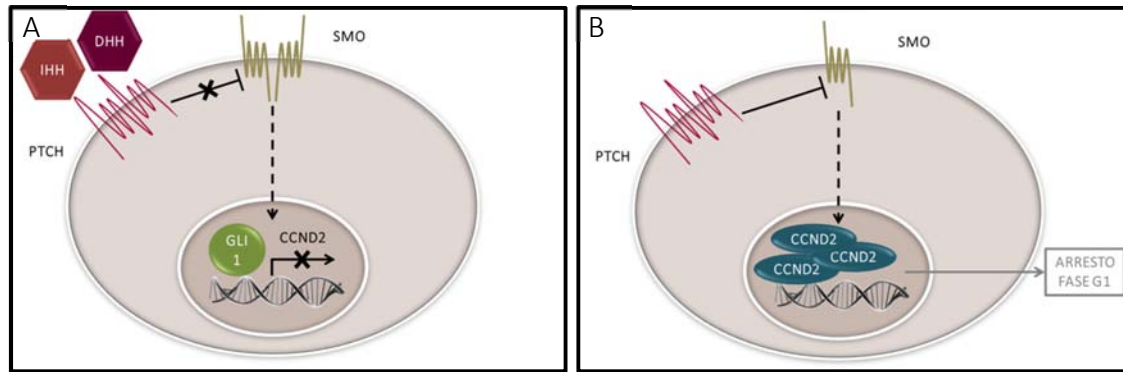 A
DHH
IHH
SMO
PTCH
GLI
1
CCND2
B
SMO
PTCH
CCND2
CCND2
CCND2
ARRESTO
FASE G1